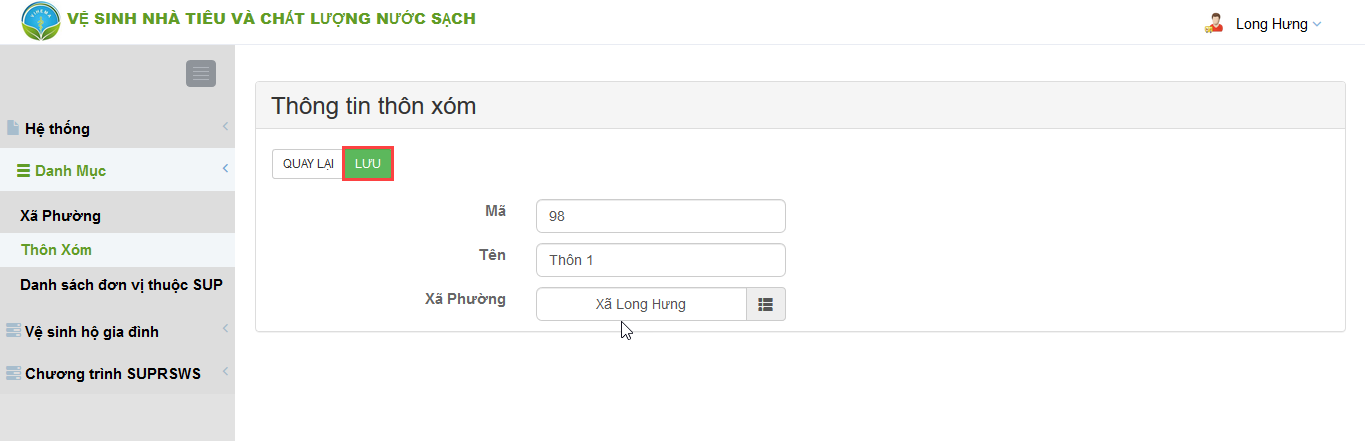 VỆ SINH NHÀ TIÊU VÀ CHẤT LƯỢNG NƯỚC SẠCH
Long Hưng
Hệ thống
Danh Mục
Xã Phường
Thôn Xóm
Danh sách đơn vị thuộc SUP
Vệ sinh hộ gia đình
Chương trình SUPRSWS
Thông tin thôn xóm
QUAY LẠI LƯU
Mã 98
Tên Thôn 1
Xã Phường Xã Long Hưng